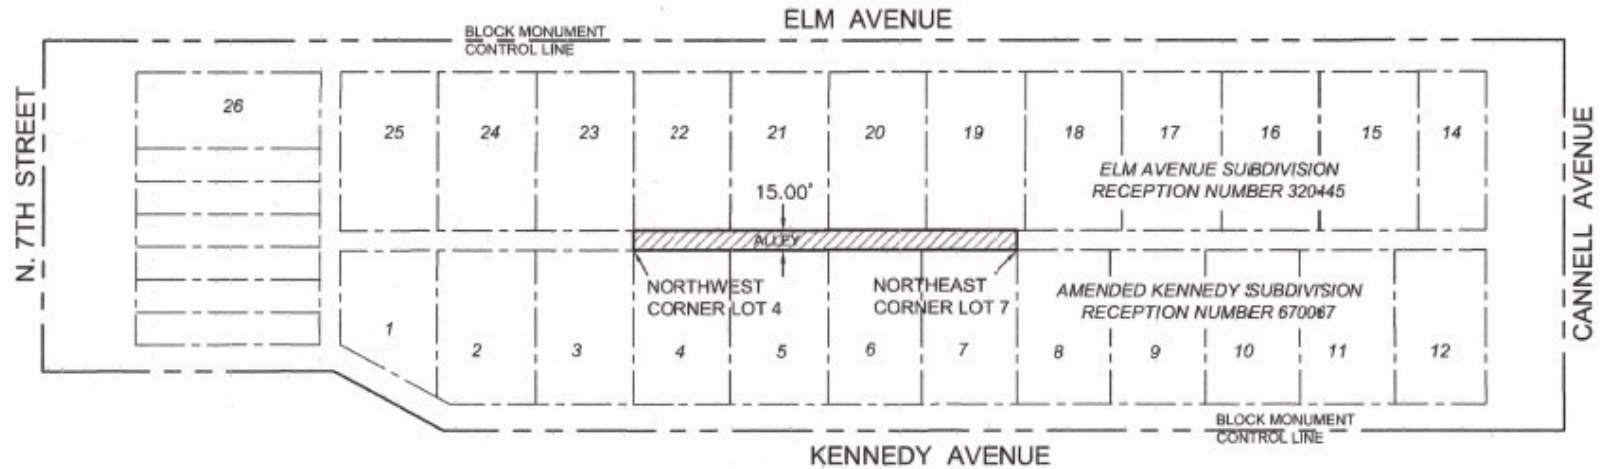 ELM AVENUE
BLOCK MONUMENT
CONTROL LINE
N. 7TH STREET
CANNELL AVENUE
26
25
24
23
22
21
20
19
18
17
16
15
14
ELM AVENUE SUBDIVISION
RECEPTION NUMBER 320445
15.00'
ALLEY
NORTHWEST
CORNER LOT 4
NORTHEAST
CORNER LOT 7
AMENDED KENNEDY SUBDIVISION
RECEPTION NUMBER 670067
1
2
3
4
5
6
7
8
9
10
11
12
BLOCK MONUMENT
CONTROL LINE
KENNEDY AVENUE